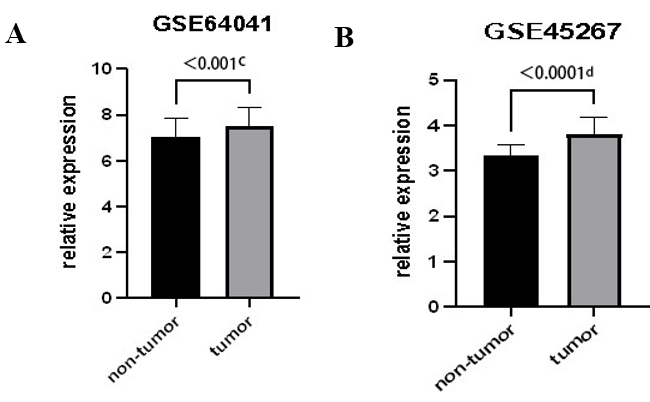 A
GSE64041
<0.001c
relative expression
10
8
6
4
2
0
non-tumor
tumor
B
GSE45267
<0.0001d
relative expression
5
4
3
2
1
0
non-tumor
tumor